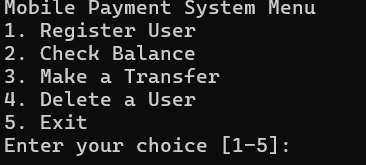 Mobile Payment System Menu
1. Register User
2. Check Balance
3. Make a Transfer
4. Delete a User
5. Exit
Enter your choice [1-5]: